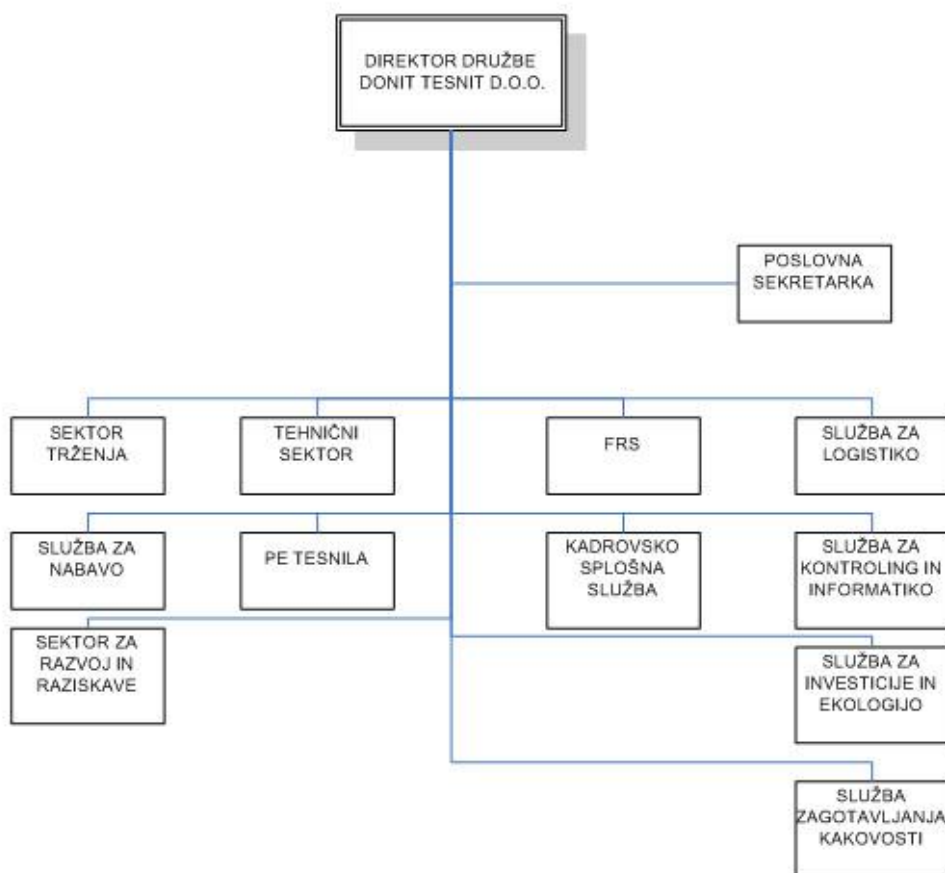 DIREKTOR DRUŽBE
DONIT TESNIT D.O.O.
POSLOVNA
SEKRETARKA
SEKTOR
TRŽENJA
TEHNIČNI
SEKTOR
FRS
SLUŽBA ZA
LOGISTIKO
SLUŽBA ZA
NABAVO
PE TESNILA
KADROVSKO
SPLOŠNA
SLUŽBA
SLUŽBA ZA
KONTROLING IN
INFORMATIKO
SEKTOR ZA
RAZVOJ IN
RAZISKAVE
SLUŽBA ZA
INVESTICIJE IN
EKOLOGIJO
SLUŽBA
ZAGOTAVLJANJA
KAKOVOSTI